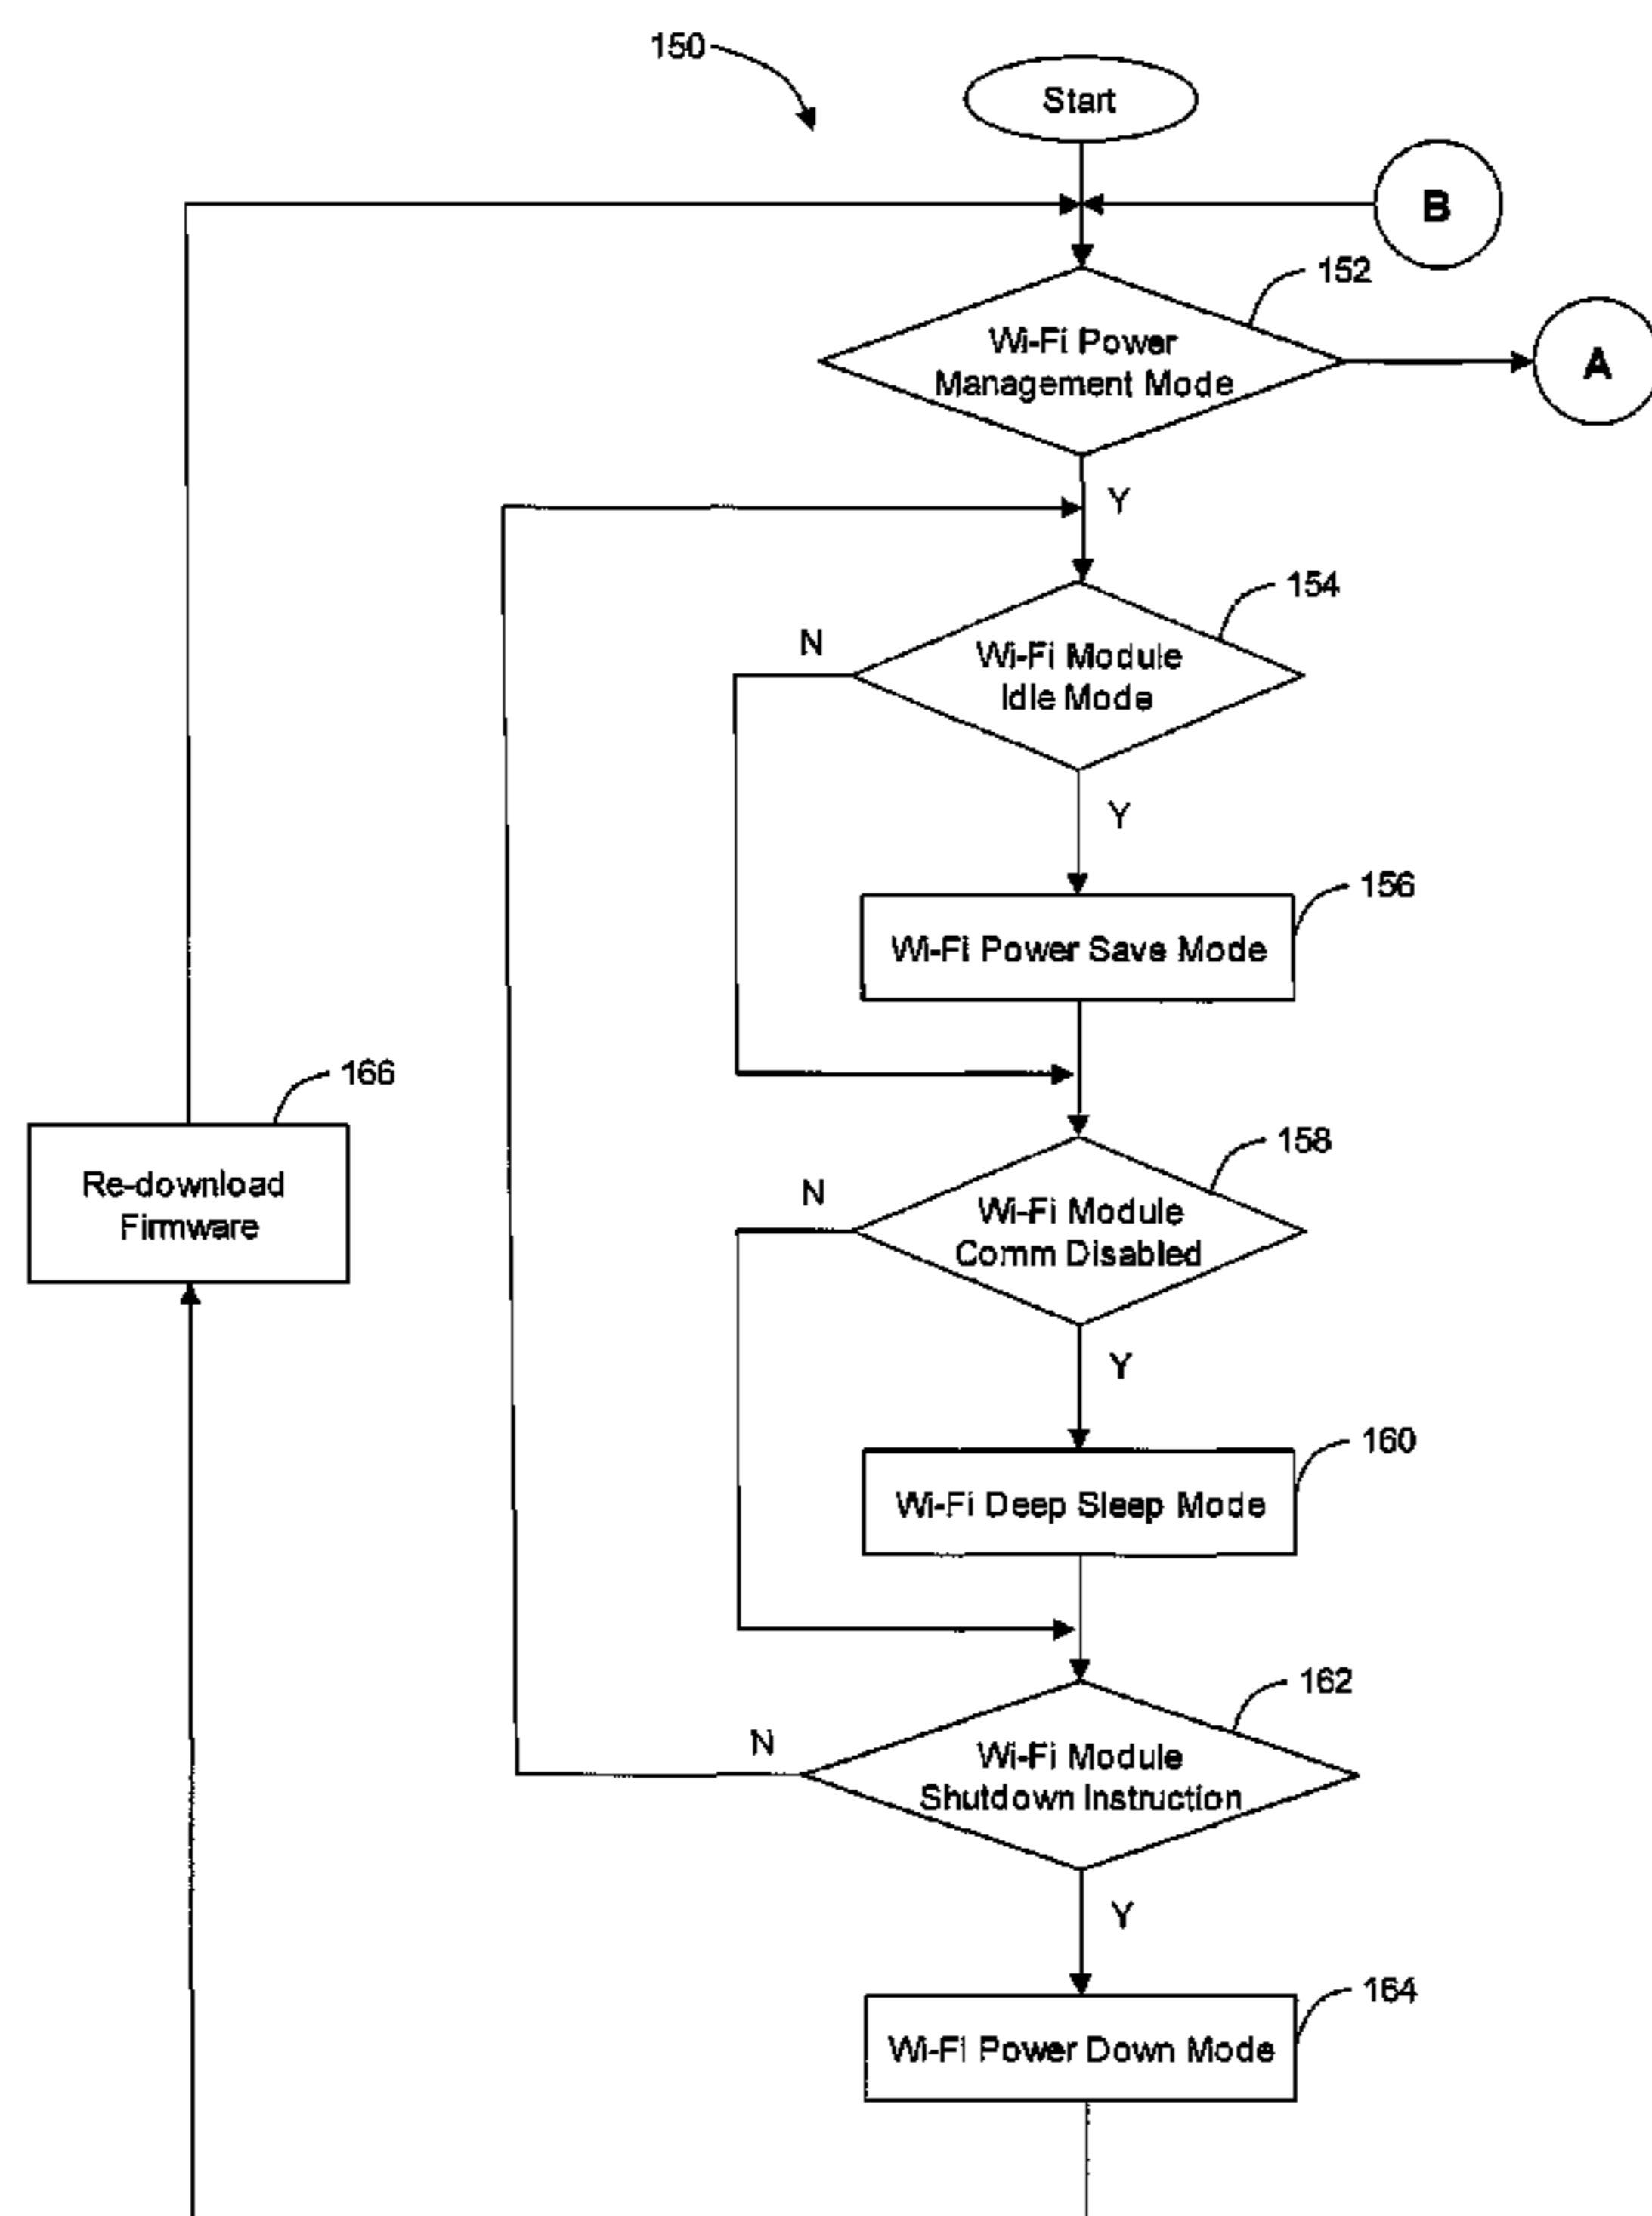 150
Start
B
152
Wi-Fi Power
Management Mode
A
Y
154
N
Wi-Fi Module
Idle Mode
Y
156
Wi-Fi Power Save Mode
166
Re-download
Firmware
158
N
Wi-Fi Module
Comm Disabled
Y
160
Wi-Fi Deep Sleep Mode
162
N
Wi-Fi Module
Shutdown Instruction
Y
164
Wi-Fi Power Down Mode